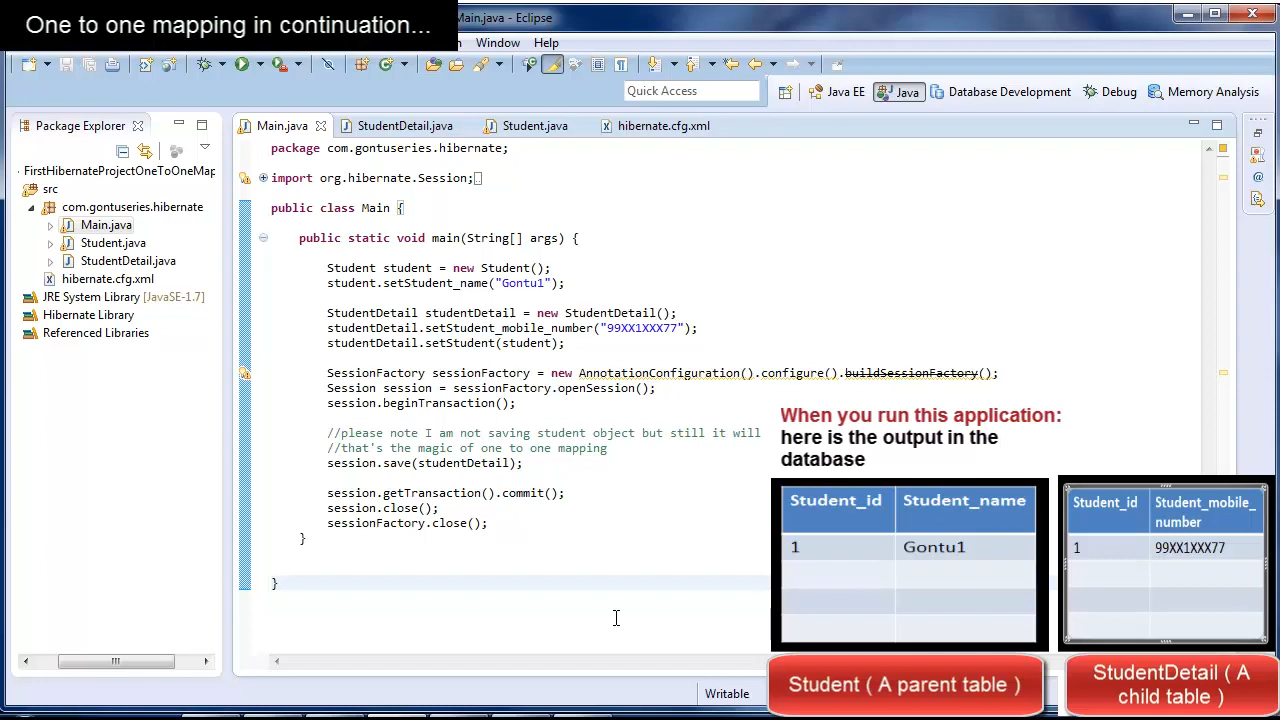 One to one mapping in continuation...
Main.java - Eclipse
Window Help
Quick Access
Java EE
Java
Database Development
Debug
Memory Analysis
Package Explorer
Main.java
StudentDetail.java
Student.java
hibernate.cfg.xml
FirstHibernateProjectOneToOneMap
src
com.gontuseries.hibernate
Main.java
Student.java
StudentDetail.java
hibernate.cfg.xml
JRE System Library [JavaSE-1.7]
Hibernate Library
Referenced Libraries
package com.gontuseries.hibernate;
import org.hibernate.Session;
public class Main {
public static void main(String[] args) {
Student student = new Student();
student.setStudent_name("Gontu1");
StudentDetail studentDetail = new StudentDetail();
studentDetail.setStudent_mobile_number("99XX1XXX77");
studentDetail.setStudent(student);
SessionFactory sessionFactory = new AnnotationConfiguration().configure().buildSessionFactory();
Session session = sessionFactory.openSession();
session.beginTransaction();
//please note I am not saving student object but still it will
//that's the magic of one to one mapping
session.save(studentDetail);
session.getTransaction().commit();
session.close();
sessionFactory.close();
}
}
When you run this application:
here is the output in the
database
Student_id Student_name
1 Gontu1
Student ( A parent table )
Student_id Student_mobile_
number
1 99XX1XXX77
StudentDetail ( A
child table )
Writable